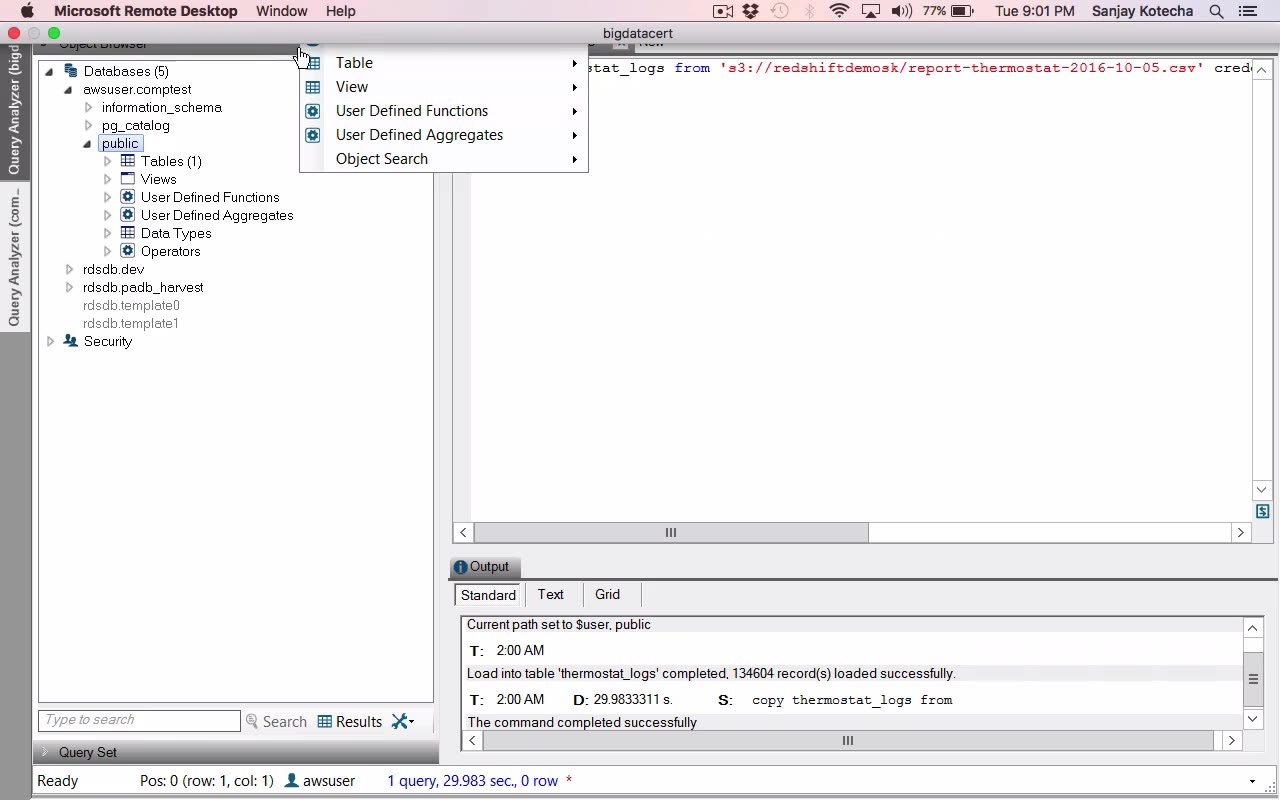 Microsoft Remote Desktop Window Help 77% Tue 9:01 PM Sanjay Kotecha
bigdatacert
Object Browser
New
Query Analyzer (bigd
Query Analyzer (com...
Databases (5)
awsuser.comptest
information_schema
pg_catalog
public
Tables (1)
Views
User Defined Functions
User Defined Aggregates
Data Types
Operators
rdsdb.dev
rdsdb.padb_harvest
rdsdb.template0
rdsdb.template1
Security
Table
View
User Defined Functions
User Defined Aggregates
Object Search
stat_logs from 's3://redshiftdemosk/report-thermostat-2016-10-05.csv' cred
Output
Standard Text Grid
Current path set to $user, public
T: 2:00 AM
Load into table 'thermostat_logs' completed, 134604 record(s) loaded successfully.
T: 2:00 AM D: 29.9833311 s. S: copy thermostat_logs from
The command completed successfully
Type to search Search Results
Query Set
Ready Pos: 0 (row: 1, col: 1) awsuser 1 query, 29.983 sec., 0 row *